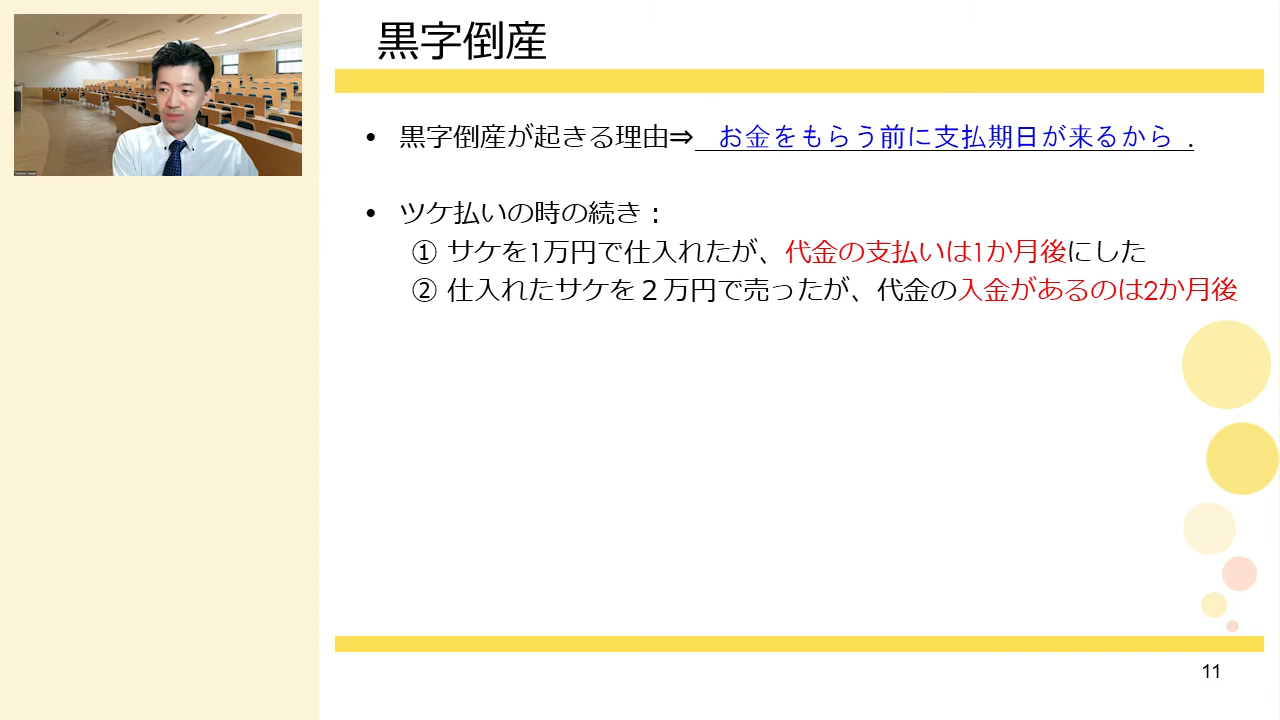 黒字倒産
• 黒字倒産が起きる理由⇒ お金をもらう前に支払期日が来るから .
• ツケ払いの時の続き：
① サケを1万円で仕入れたが、代金の支払いは1か月後にした
② 仕入れたサケを２万円で売ったが、代金の入金があるのは2か月後
11